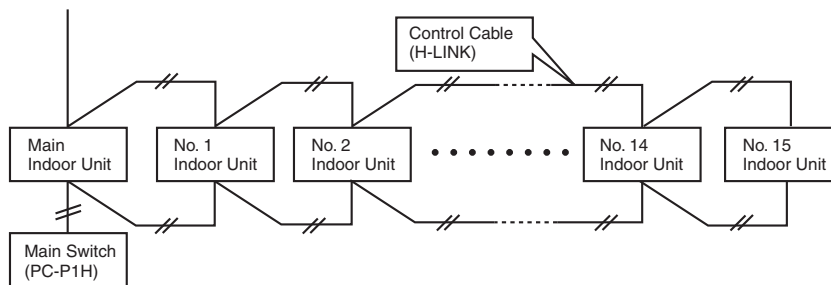 Control Cable
(H-LINK)
Main
Indoor Unit
No. 1
Indoor Unit
No. 2
Indoor Unit
No. 14
Indoor Unit
No. 15
Indoor Unit
Main Switch
(PC-P1H)